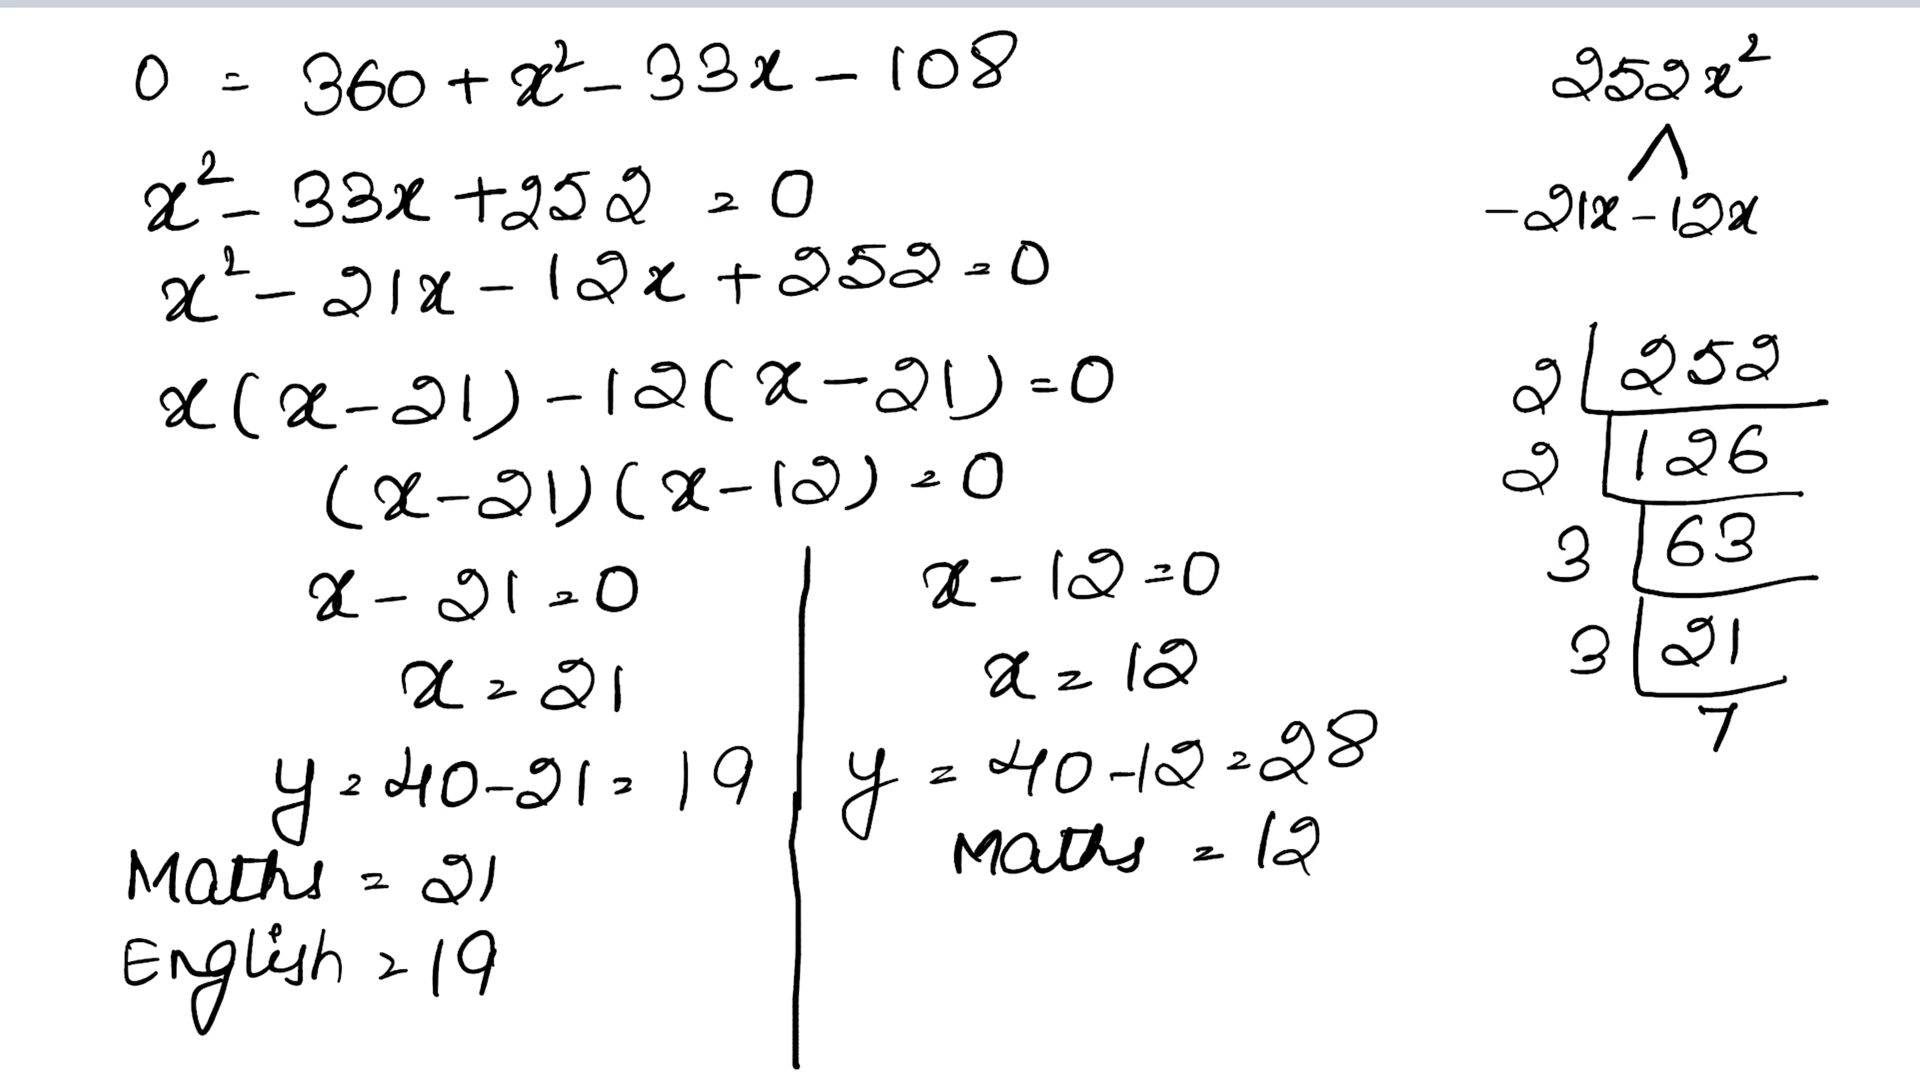 0 = 360 + x² - 33x - 108
x² - 33x + 252 = 0
x² - 21x - 12x + 252 = 0
x(x-21) - 12(x-21) = 0
(x-21)(x-12) = 0
x - 21 = 0
x = 21
y = 40-21 = 19
Maths = 21
English = 19
x - 12 = 0
x = 12
y = 40-12 = 28
Maths = 12
252x²
-21x -12x
2 252
2 126
3 63
3 21
7